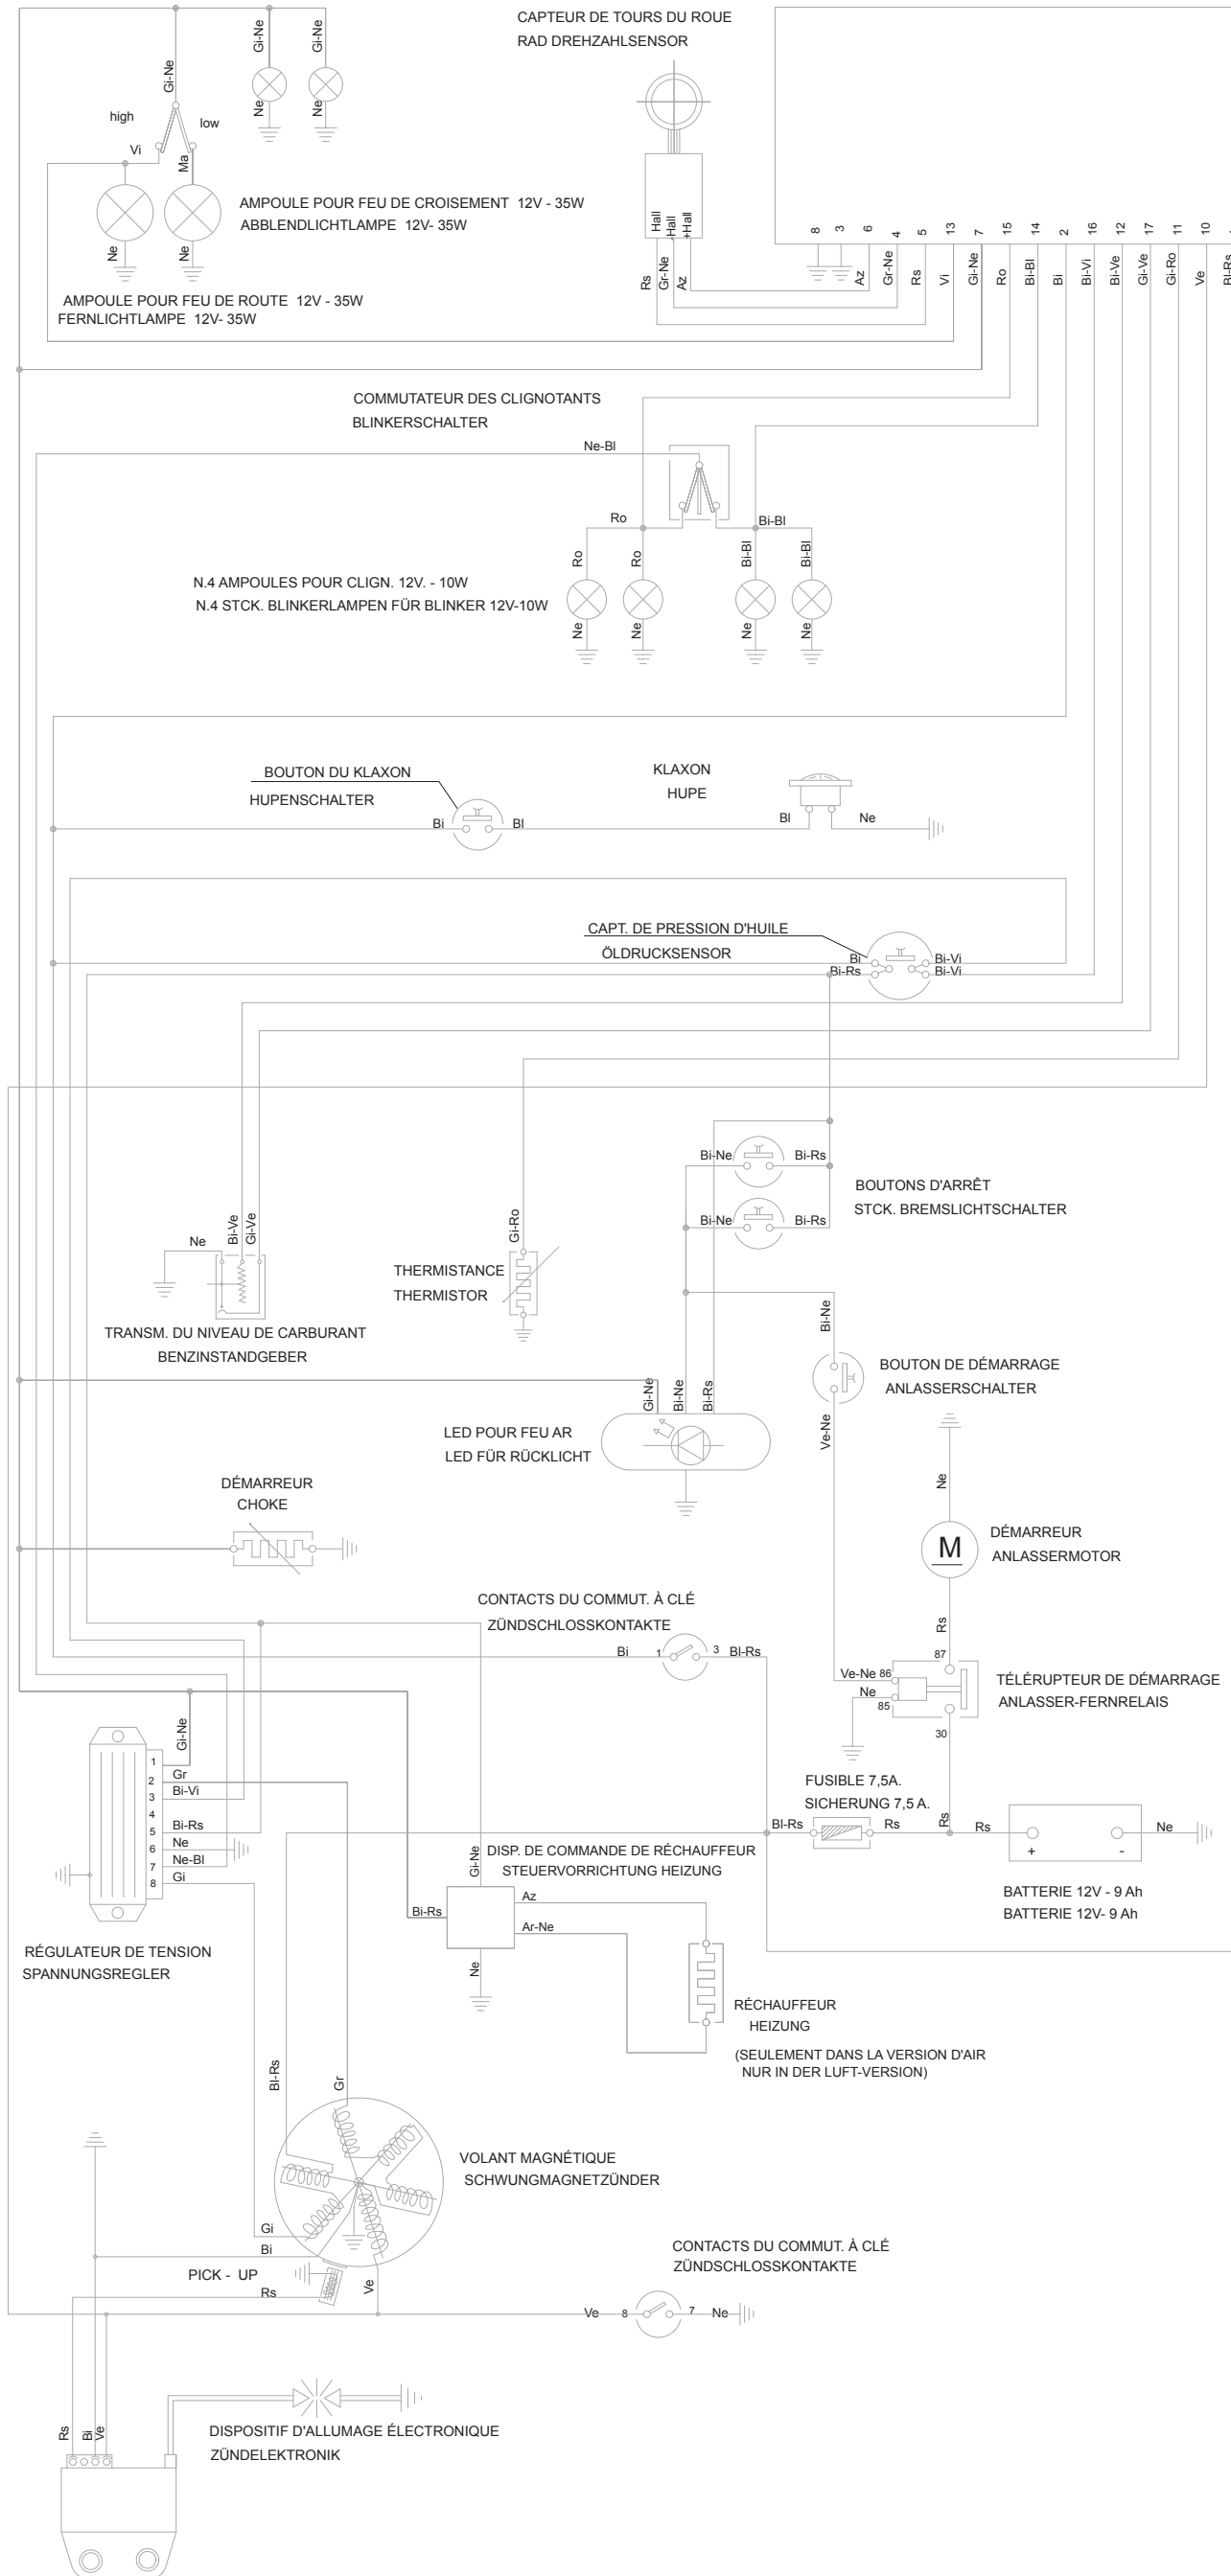 CAPTEUR DE TOURS DU ROUE
RAD DREHZAHLSENSOR
Gi-Ne
Gi-Ne
Gi-Ne
Ne
Ne
high
low
Vi
Ma
Ne
Ne
AMPOULE POUR FEU DE CROISEMENT 12V - 35W
ABBLENDLICHTLAMPE 12V- 35W
AMPOULE POUR FEU DE ROUTE 12V - 35W
FERNLICHTLAMPE 12V- 35W
Hall
-Hall
+Hall
Rs
Gr-Ne
Az
8
3
6
4
5
13
7
15
14
2
16
12
17
11
10
Az
Gr-Ne
Rs
Vi
Gi-Ne
Ro
Bi-Bl
Bi
Bi-Vi
Bi-Ve
Gi-Ve
Gi-Ro
Ve
Bl-Rs
COMMUTATEUR DES CLIGNOTANTS
BLINKERSCHALTER
Ne-Bl
Ro
Bi-Bl
Ro
Ro
Bi-Bl
Bi-Bl
N.4 AMPOULES POUR CLIGN. 12V. - 10W
N.4 STCK. BLINKERLAMPEN FÜR BLINKER 12V-10W
Ne
Ne
Ne
Ne
BOUTON DU KLAXON
HUPENSCHALTER
Bi
Bl
KLAXON
HUPE
Bl
Ne
CAPT. DE PRESSION D'HUILE
ÖLDRUCKSENSOR
Bi
Bi-Rs
Bi-Vi
Bi-Vi
Bi-Ne
Bi-Rs
Bi-Ne
Bi-Rs
BOUTONS D'ARRÊT
STCK. BREMSLICHTSCHALTER
Ne
Bi-Ve
Gi-Ve
TRANSM. DU NIVEAU DE CARBURANT
BENZINSTANDGEBER
Gi-Ro
THERMISTANCE
THERMISTOR
Bi-Ne
BOUTON DE DÉMARRAGE
ANLASSERSCHALTER
Ve-Ne
Gi-Ne
Bi-Ne
Bi-Rs
LED POUR FEU AR
LED FÜR RÜCKLICHT
DÉMARREUR
CHOKE
Ne
M
DÉMARREUR
ANLASSERMOTOR
Rs
CONTACTS DU COMMUT. À CLÉ
ZÜNDSCHLOSSKONTAKTE
Bi
1
3
Bl-Rs
87
Ve-Ne
86
Ne
85
30
TÉLÉRUPTEUR DE DÉMARRAGE
ANLASSER-FERNRELAIS
Gi-Ne
1
2
3
4
5
6
7
8
Gr
Bi-Vi
Bi-Rs
Ne
Ne-Bl
Gi
RÉGULATEUR DE TENSION
SPANNUNGSREGLER
FUSIBLE 7,5A.
SICHERUNG 7,5 A.
Bl-Rs
Rs
Rs
Rs
+
-
Ne
BATTERIE 12V - 9 Ah
BATTERIE 12V- 9 Ah
DISP. DE COMMANDE DE RÉCHAUFFEUR
STEUERVORRICHTUNG HEIZUNG
Gi-Ne
Bi-Rs
Az
Ar-Ne
Ne
RÉCHAUFFEUR
HEIZUNG
(SEULEMENT DANS LA VERSION D'AIR
NUR IN DER LUFT-VERSION)
Bl-Rs
Gr
VOLANT MAGNÉTIQUE
SCHWUNGMAGNETZÜNDER
Gi
Bi
PICK - UP
Rs
Ve
CONTACTS DU COMMUT. À CLÉ
ZÜNDSCHLOSSKONTAKTE
Ve
8
7
Ne
Rs
Bi
Ve
DISPOSITIF D'ALLUMAGE ÉLECTRONIQUE
ZÜNDELEKTRONIK